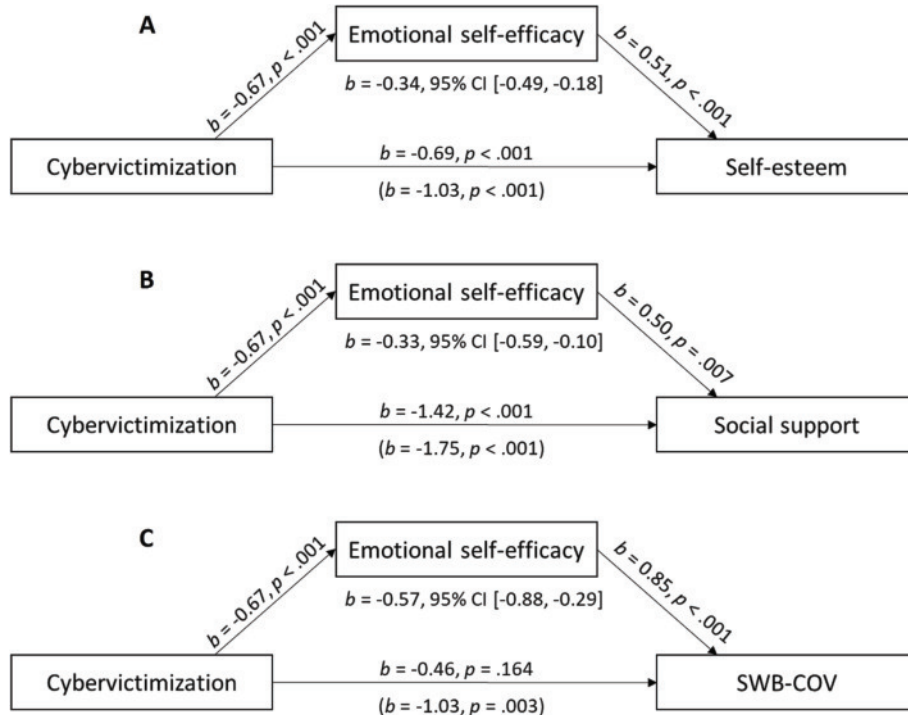 A
Emotional self-efficacy
b = -0.67, p < .001
b = 0.51, p < .001
b = -0.34, 95% CI [-0.49, -0.18]
Cybervictimization
b = -0.69, p < .001
Self-esteem
(b = -1.03, p < .001)
B
Emotional self-efficacy
b = -0.67, p < .001
b = 0.50, p = .007
b = -0.33, 95% CI [-0.59, -0.10]
Cybervictimization
b = -1.42, p < .001
Social support
(b = -1.75, p < .001)
C
Emotional self-efficacy
b = -0.67, p < .001
b = 0.85, p < .001
b = -0.57, 95% CI [-0.88, -0.29]
Cybervictimization
b = -0.46, p = .164
SWB-COV
(b = -1.03, p = .003)